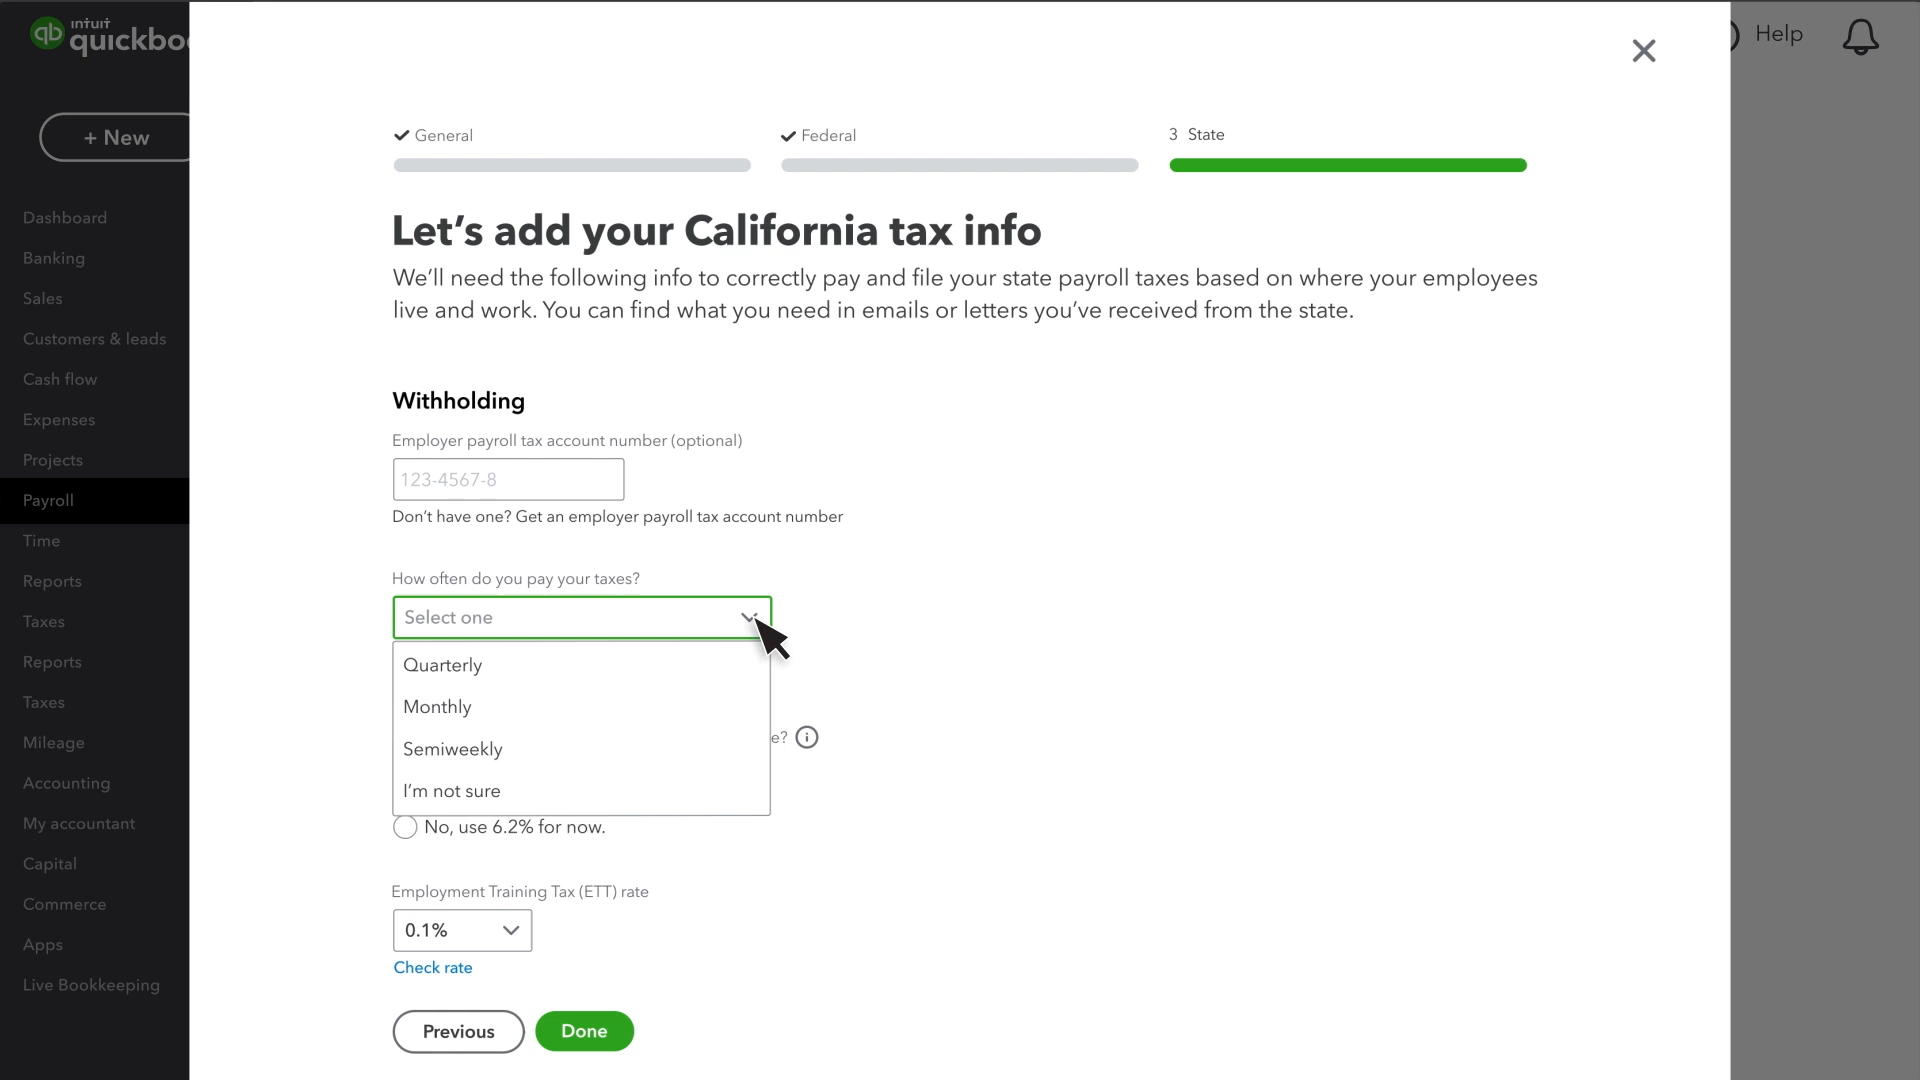 intuit
quickboo
Help
+ New
General
Federal
3 State
Let’s add your California tax info
We’ll need the following info to correctly pay and file your state payroll taxes based on where your employees
live and work. You can find what you need in emails or letters you’ve received from the state.
Dashboard
Banking
Sales
Customers & leads
Cash flow
Expenses
Projects
Payroll
Time
Reports
Taxes
Reports
Taxes
Mileage
Accounting
My accountant
Capital
Commerce
Apps
Live Bookkeeping
Withholding
Employer payroll tax account number (optional)
123-4567-8
Don’t have one? Get an employer payroll tax account number
How often do you pay your taxes?
Select one
Quarterly
Monthly
Semiweekly
e?
I’m not sure
No, use 6.2% for now.
Employment Training Tax (ETT) rate
0.1%
Check rate
Previous
Done